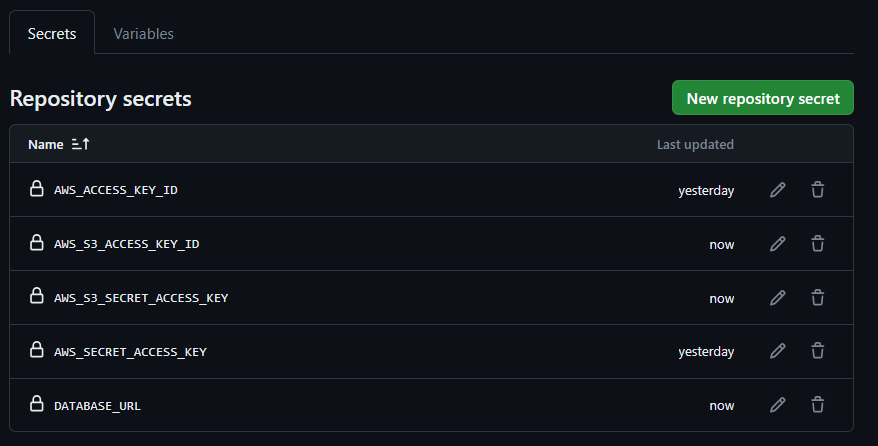 Secrets Variables
Repository secrets New repository secret
Name Last updated
AWS_ACCESS_KEY_ID yesterday
AWS_S3_ACCESS_KEY_ID now
AWS_S3_SECRET_ACCESS_KEY now
AWS_SECRET_ACCESS_KEY yesterday
DATABASE_URL now